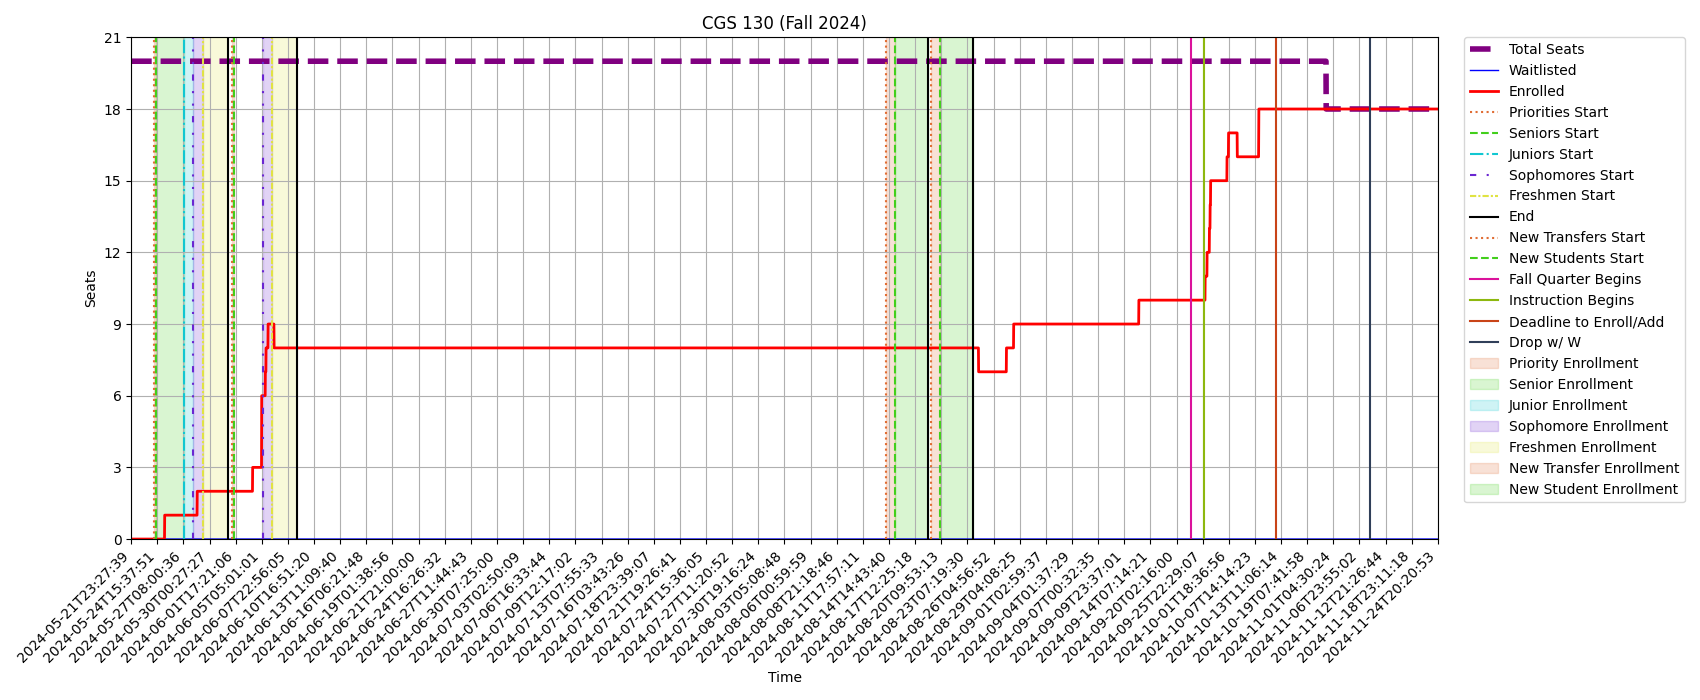 CGS 130 (Fall 2024)
21
18
15
12
9
6
3
0
Seats
2024-05-21T23:27:39
2024-05-24T15:37:51
2024-05-27T08:00:36
2024-05-30T00:27:27
2024-06-01T17:21:06
2024-06-05T05:01:01
2024-06-07T22:56:05
2024-06-10T16:51:20
2024-06-13T11:09:40
2024-06-16T06:21:48
2024-06-19T01:38:56
2024-06-21T21:00:00
2024-06-24T16:26:32
2024-06-27T11:44:43
2024-06-30T07:25:00
2024-07-03T02:50:09
2024-07-06T16:33:44
2024-07-09T12:17:02
2024-07-13T07:55:33
2024-07-16T03:43:26
2024-07-18T23:39:07
2024-07-21T19:26:41
2024-07-24T15:36:05
2024-07-27T11:20:52
2024-07-30T19:16:24
2024-08-03T05:08:48
2024-08-06T00:59:59
2024-08-08T21:18:46
2024-08-11T17:57:11
2024-08-14T14:43:40
2024-08-17T12:25:18
2024-08-20T09:53:13
2024-08-23T07:19:30
2024-08-26T04:56:52
2024-08-29T04:08:25
2024-09-01T02:59:37
2024-09-04T01:37:29
2024-09-07T00:32:35
2024-09-09T23:37:01
2024-09-14T07:14:21
2024-09-20T02:16:00
2024-09-25T22:29:07
2024-10-01T18:36:56
2024-10-07T14:14:23
2024-10-13T11:06:14
2024-10-19T07:41:58
2024-11-01T04:30:24
2024-11-06T23:55:02
2024-11-12T21:26:44
2024-11-18T23:11:18
2024-11-24T20:20:53
Time
Total Seats
Waitlisted
Enrolled
Priorities Start
Seniors Start
Juniors Start
Sophomores Start
Freshmen Start
End
New Transfers Start
New Students Start
Fall Quarter Begins
Instruction Begins
Deadline to Enroll/Add
Drop w/ W
Priority Enrollment
Senior Enrollment
Junior Enrollment
Sophomore Enrollment
Freshmen Enrollment
New Transfer Enrollment
New Student Enrollment